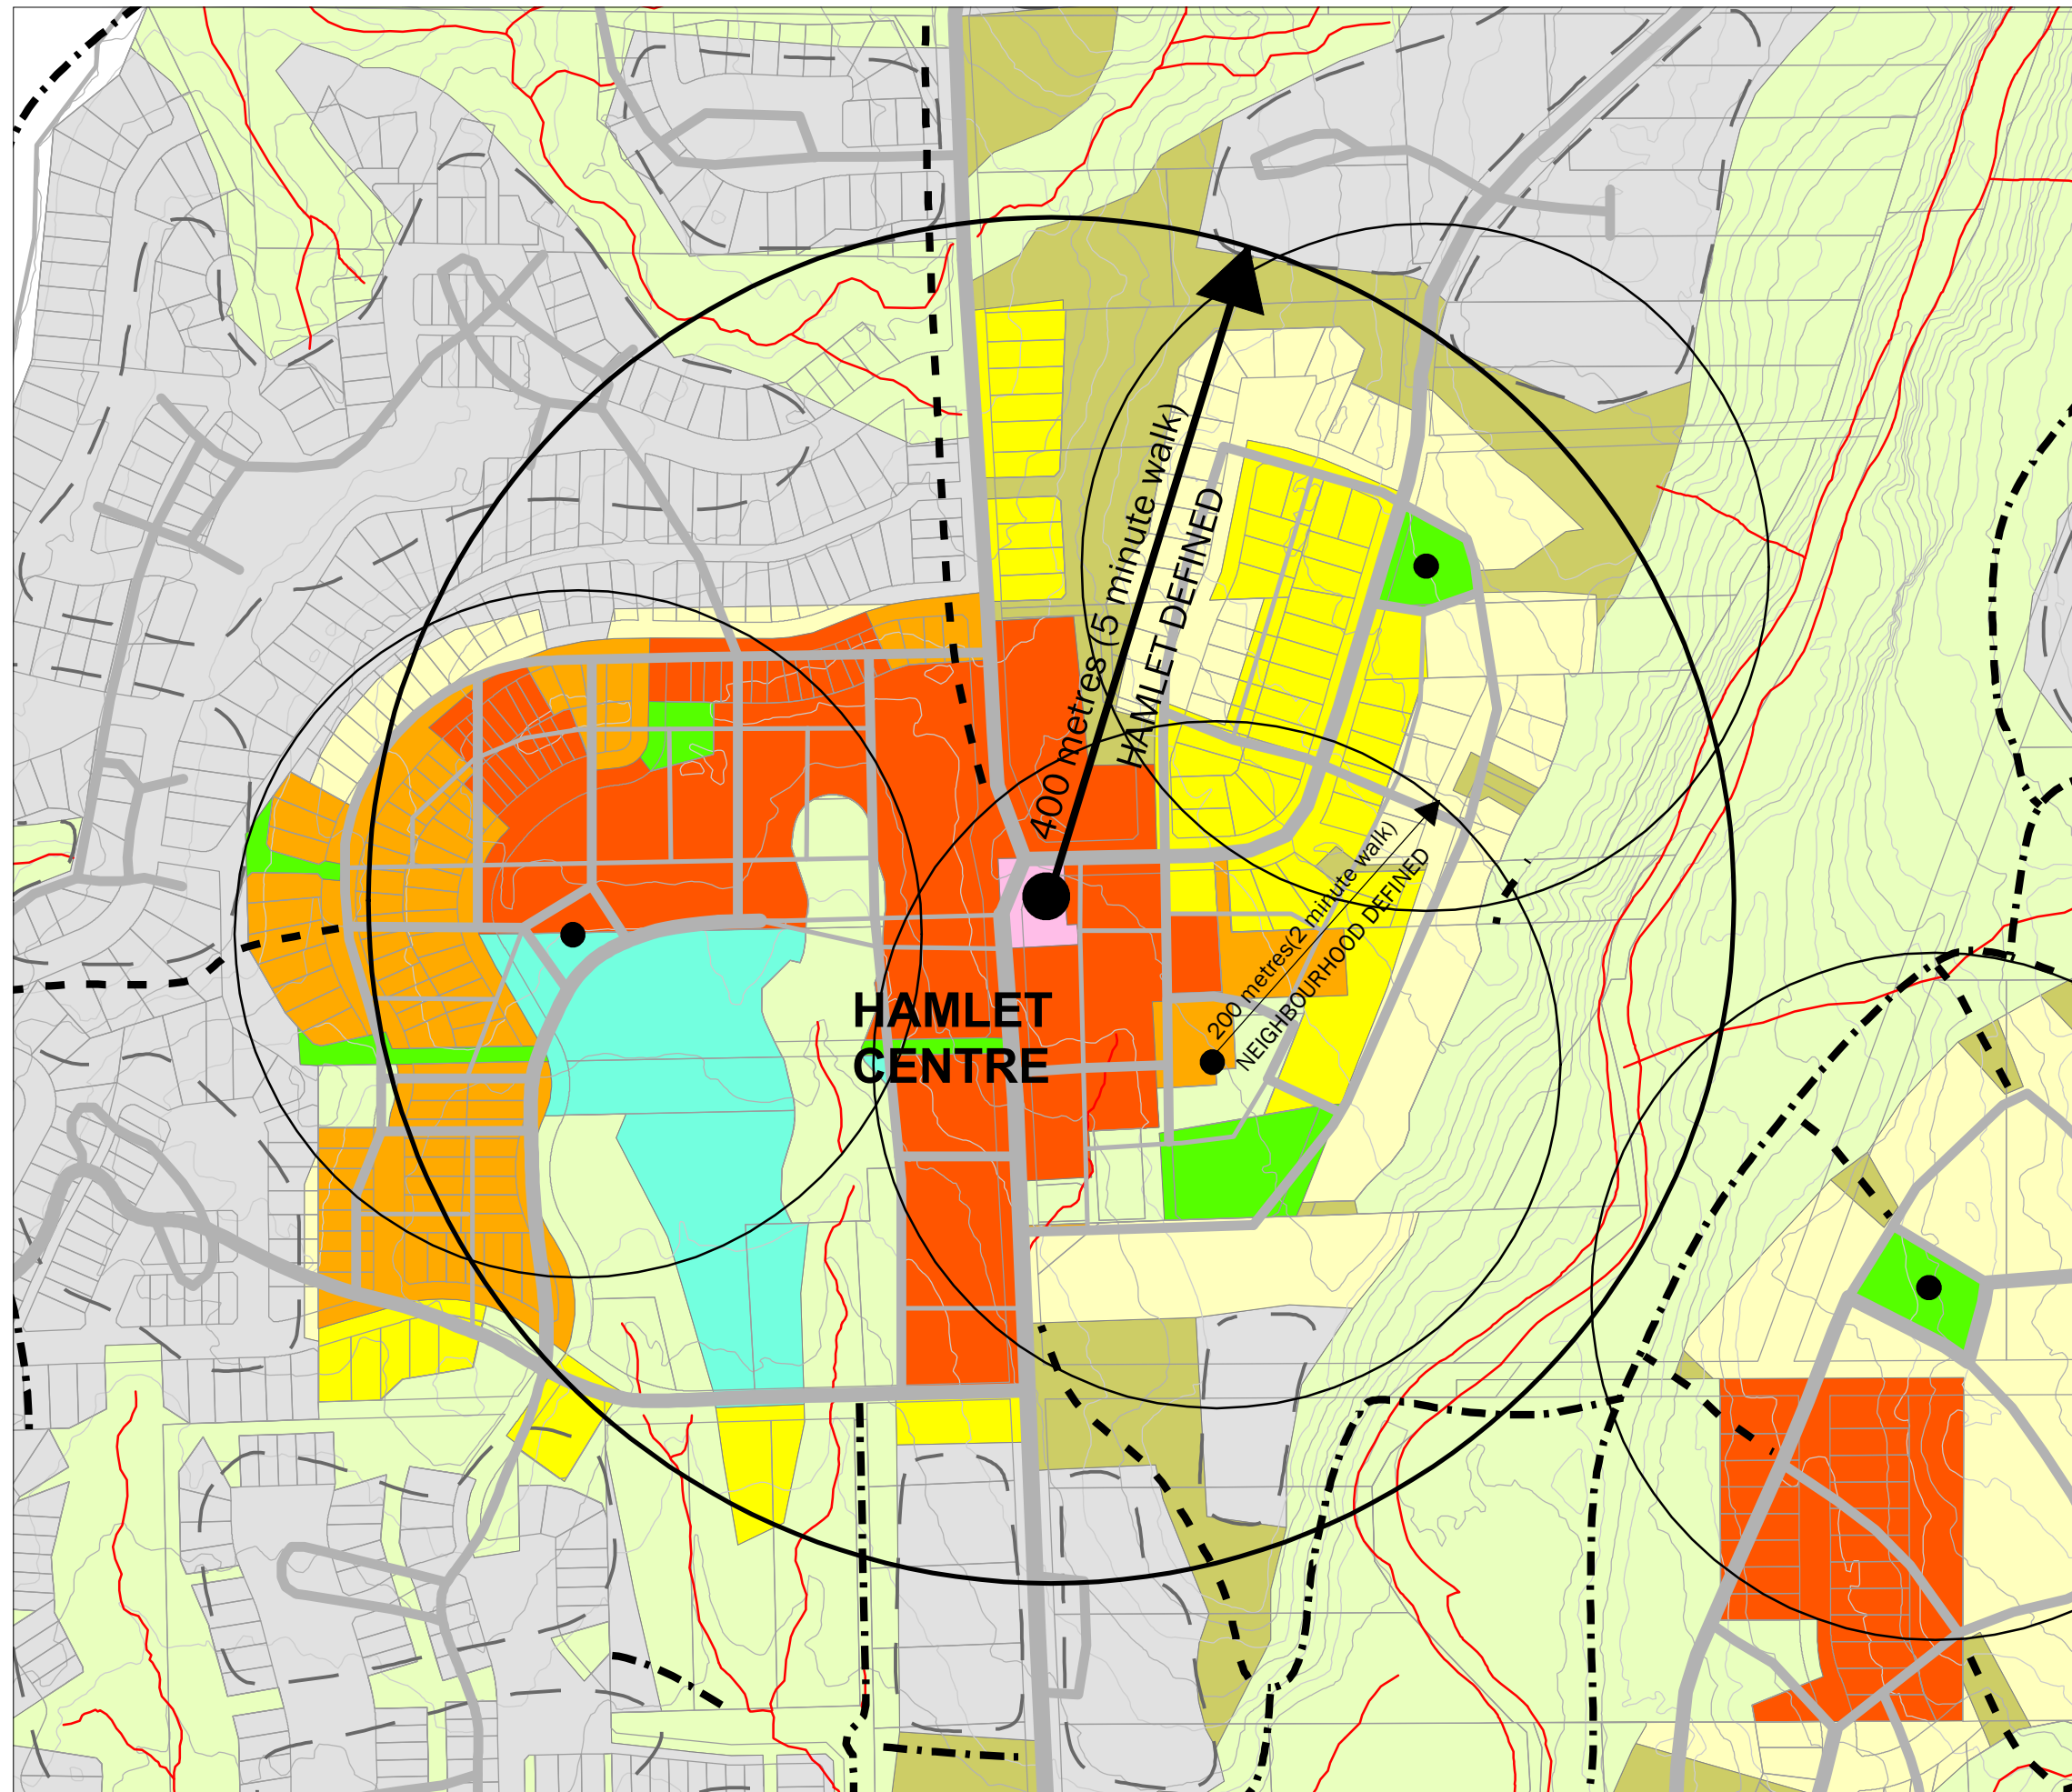 400 metres (5 minute walk)
HAMLET DEFINED
200 metres(2 minute walk)
NEIGHBOURHOOD DEFINED
HAMLET
CENTRE